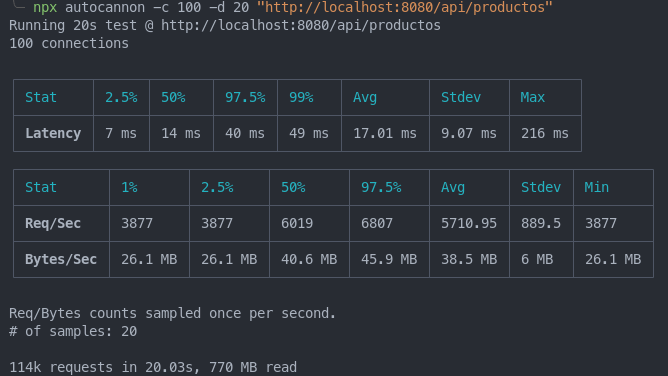 npx autocannon -c 100 -d 20 "http://localhost:8080/api/productos"
Running 20s test @ http://localhost:8080/api/productos
100 connections
Stat 2.5% 50% 97.5% 99% Avg Stdev Max
Latency 7 ms 14 ms 40 ms 49 ms 17.01 ms 9.07 ms 216 ms
Stat 1% 2.5% 50% 97.5% Avg Stdev Min
Req/Sec 3877 3877 6019 6807 5710.95 889.5 3877
Bytes/Sec 26.1 MB 26.1 MB 40.6 MB 45.9 MB 38.5 MB 6 MB 26.1 MB
Req/Bytes counts sampled once per second.
# of samples: 20
114k requests in 20.03s, 770 MB read